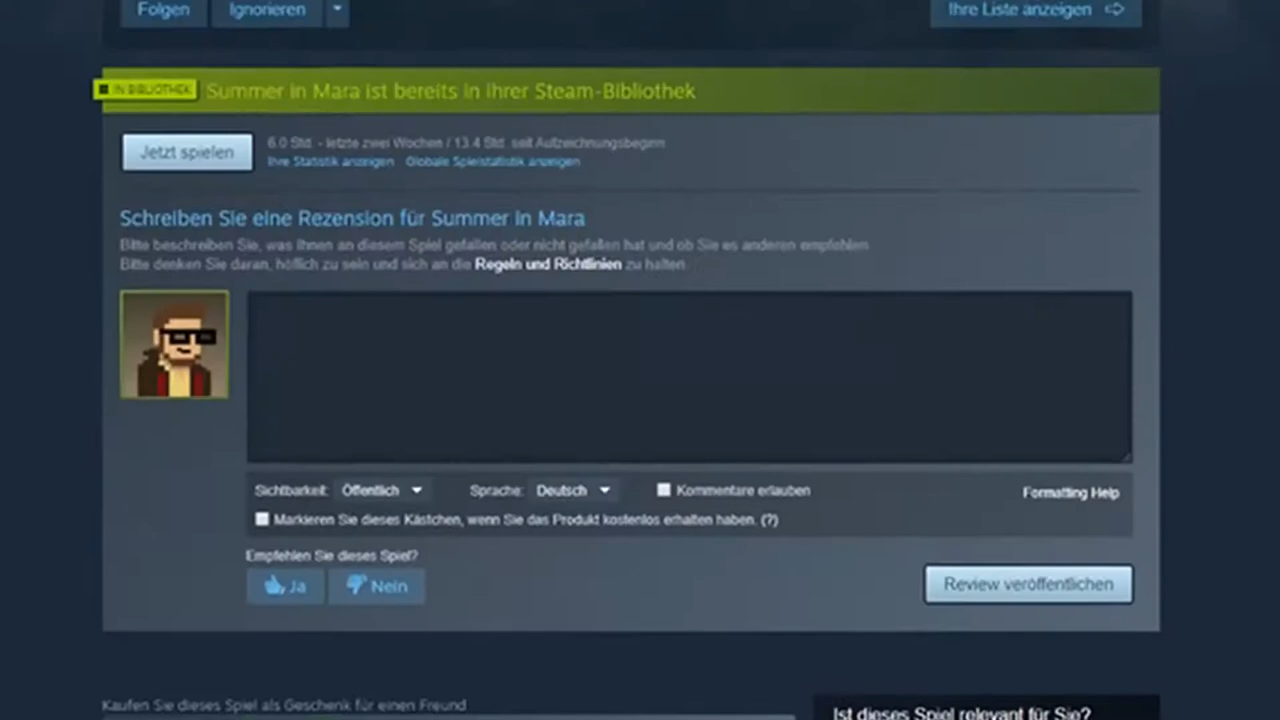 Folgen
Ignorieren
Ihre Liste anzeigen
IN BIBLIOTHEK
Summer in Mara ist bereits in Ihrer Steam-Bibliothek
Jetzt spielen
6.0 Std. - letzte zwei Wochen / 13.4 Std. seit Aufzeichnungsbeginn
Ihre Statistik anzeigen Globale Spielstatistik anzeigen
Schreiben Sie eine Rezension für Summer in Mara
Bitte beschreiben Sie, was Ihnen an diesem Spiel gefallen oder nicht gefallen hat und ob Sie es anderen empfehlen
Bitte denken Sie daran, höflich zu sein und sich an die Regeln und Richtlinien zu halten
Sichtbarkeit: Öffentlich Sprache: Deutsch Kommentare erlauben Formatting Help
Markieren Sie dieses Kästchen, wenn Sie das Produkt kostenlos erhalten haben. (?)
Empfehlen Sie dieses Spiel?
Ja
Nein
Review veröffentlichen
Kaufen Sie dieses Spiel als Geschenk für einen Freund
Ist dieses Spiel relevant für Sie?